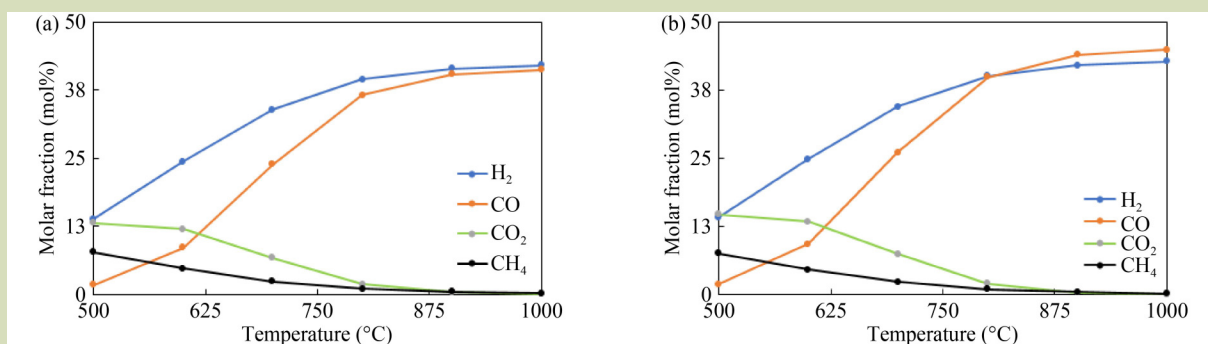 (a)
Molar fraction (mol%)
50
38
25
13
0
500
625
750
875
1000
Temperature (°C)
H₂
CO
CO₂
CH₄
(b)
Molar fraction (mol%)
50
38
25
13
0
500
625
750
875
1000
Temperature (°C)
H₂
CO
CO₂
CH₄